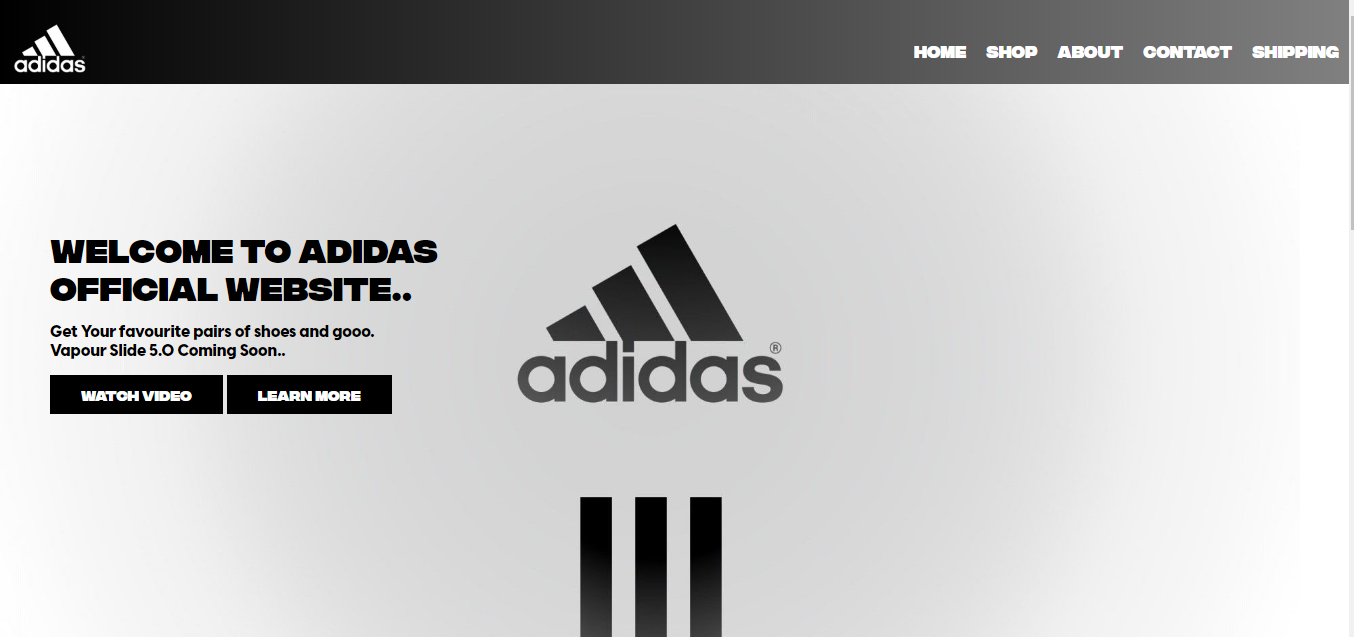 adidas
HOME SHOP ABOUT CONTACT SHIPPING
WELCOME TO ADIDAS
OFFICIAL WEBSITE..
Get Your favourite pairs of shoes and gooo.
Vapour Slide 5.O Coming Soon..
WATCH VIDEO LEARN MORE
adidas®